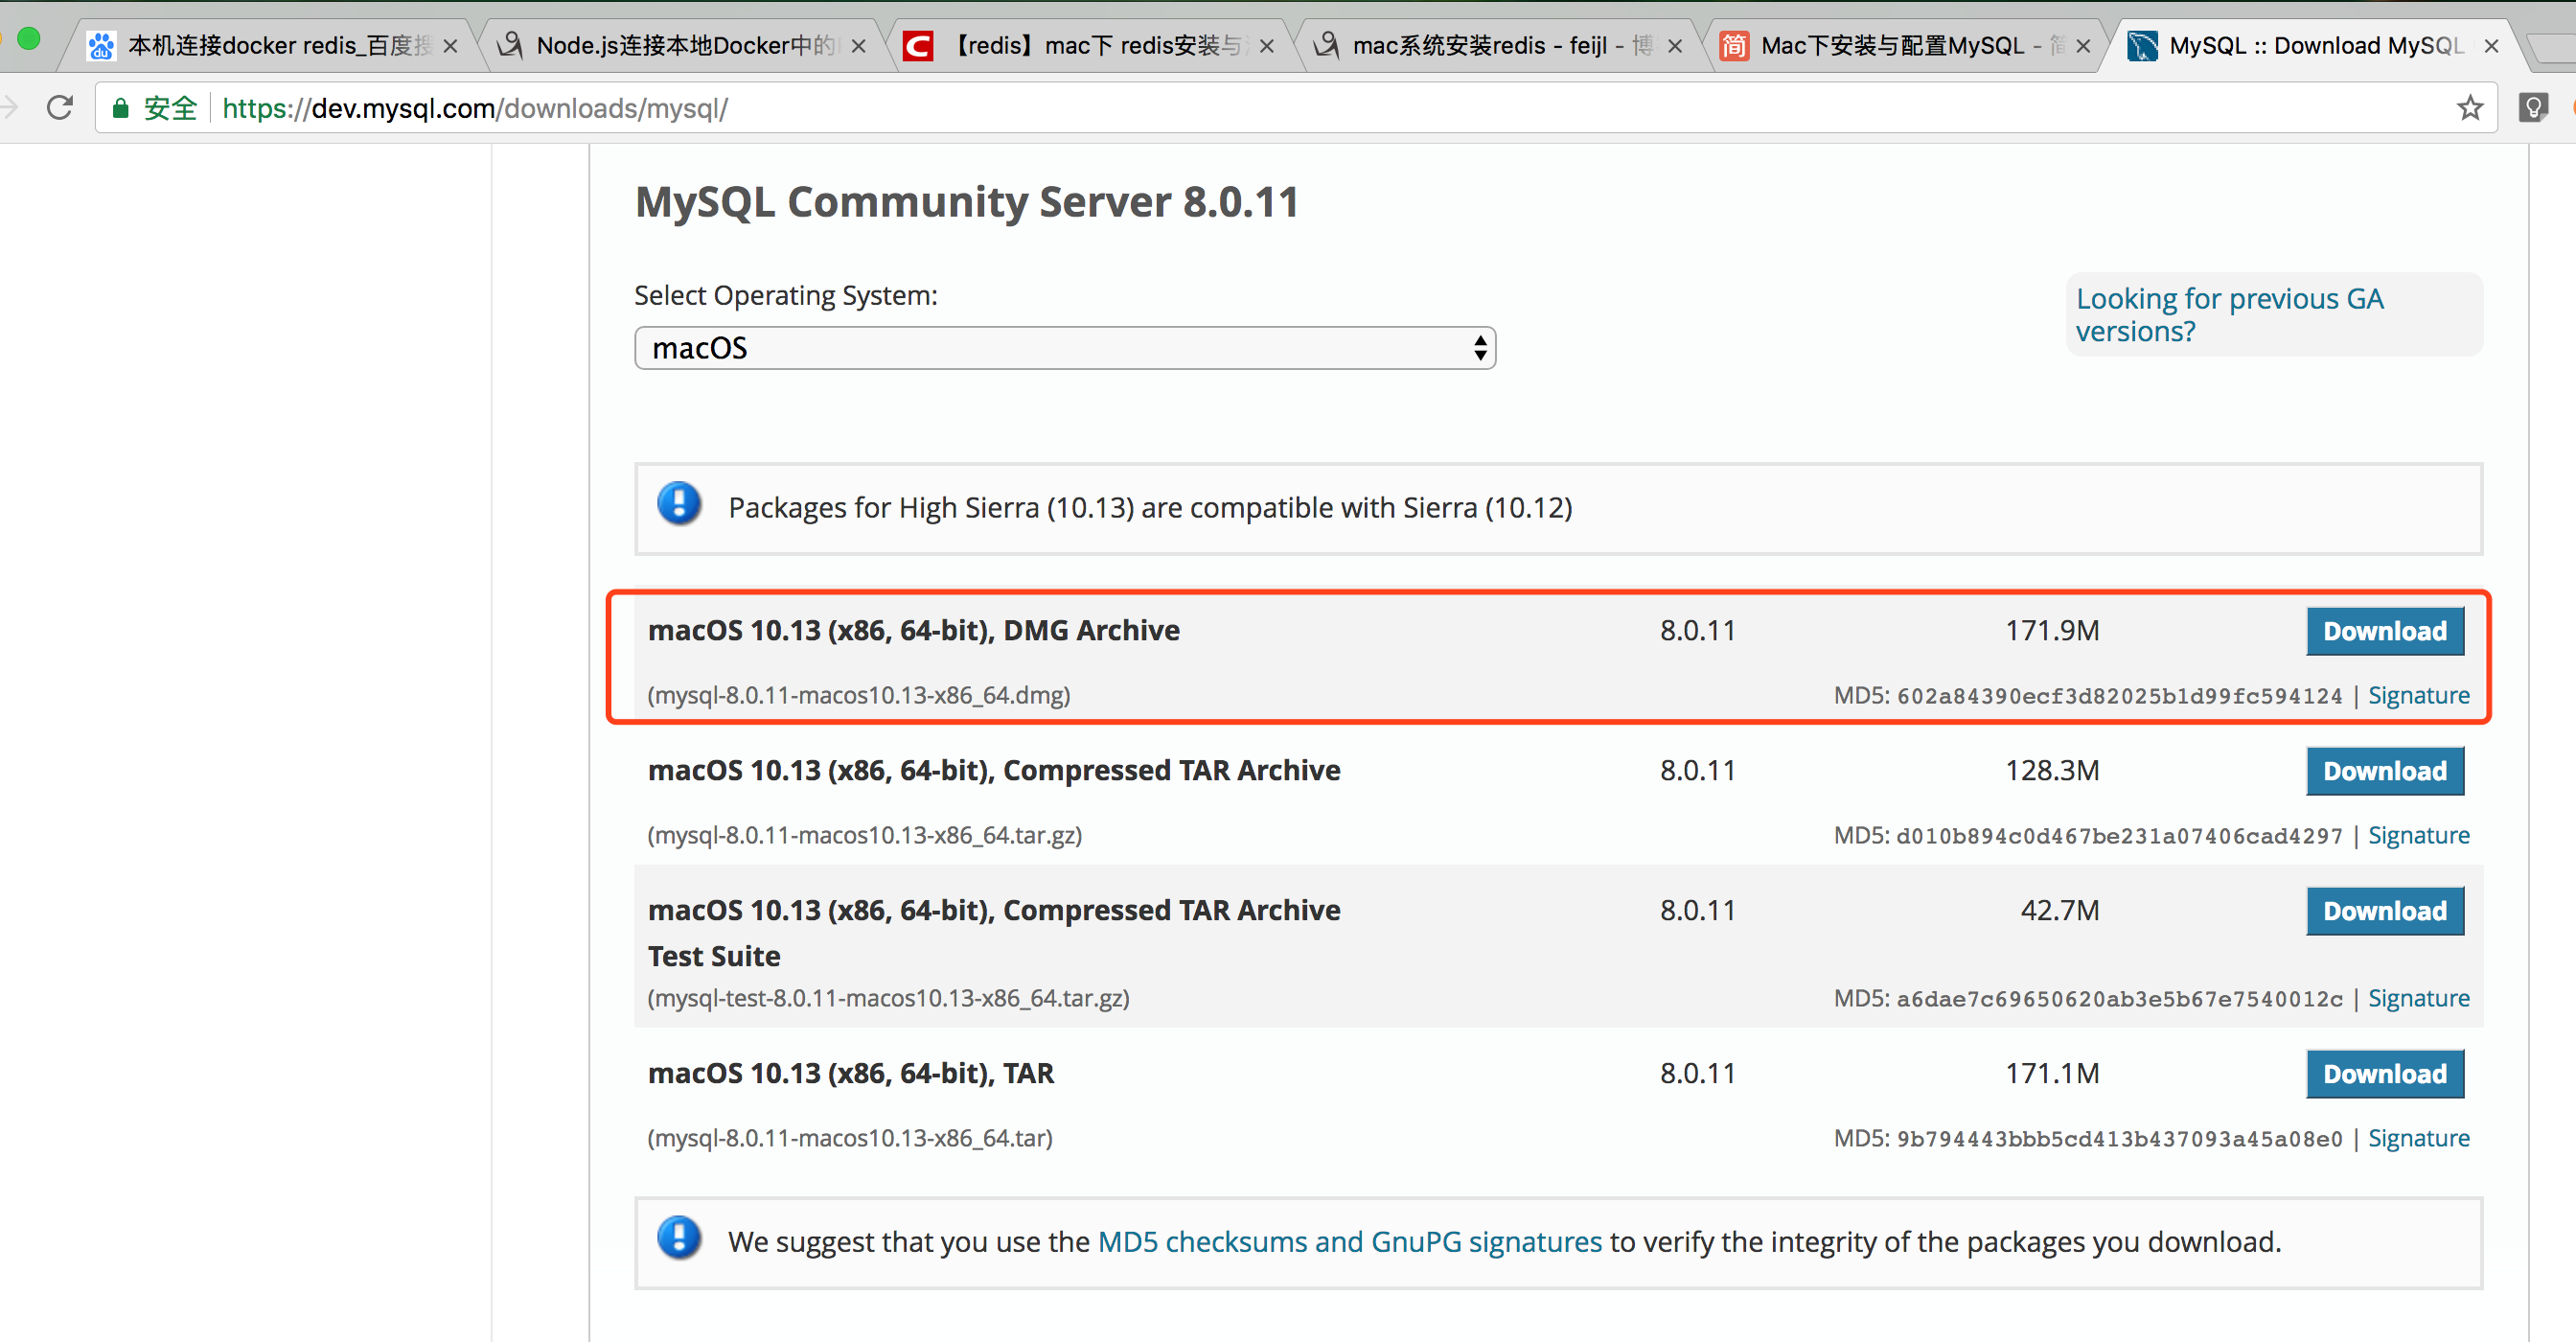 du 本机连接docker redis_百度搜
Node.js连接本地Docker中的
C 【redis】mac下 redis安装与
mac系统安装redis - feijl - 博
简 Mac下安装与配置MySQL - 简
MySQL :: Download MySQL
安全 https://dev.mysql.com/downloads/mysql/
MySQL Community Server 8.0.11
Select Operating System:
macOS
Looking for previous GA
versions?
Packages for High Sierra (10.13) are compatible with Sierra (10.12)
macOS 10.13 (x86, 64-bit), DMG Archive 8.0.11 171.9M Download
(mysql-8.0.11-macos10.13-x86_64.dmg) MD5: 602a84390ecf3d82025b1d99fc594124 | Signature
macOS 10.13 (x86, 64-bit), Compressed TAR Archive 8.0.11 128.3M Download
(mysql-8.0.11-macos10.13-x86_64.tar.gz) MD5: d010b894c0d467be231a07406cad4297 | Signature
macOS 10.13 (x86, 64-bit), Compressed TAR Archive 8.0.11 42.7M Download
Test Suite
(mysql-test-8.0.11-macos10.13-x86_64.tar.gz) MD5: a6dae7c69650620ab3e5b67e7540012c | Signature
macOS 10.13 (x86, 64-bit), TAR 8.0.11 171.1M Download
(mysql-8.0.11-macos10.13-x86_64.tar) MD5: 9b794443bbb5cd413b437093a45a08e0 | Signature
We suggest that you use the MD5 checksums and GnuPG signatures to verify the integrity of the packages you download.